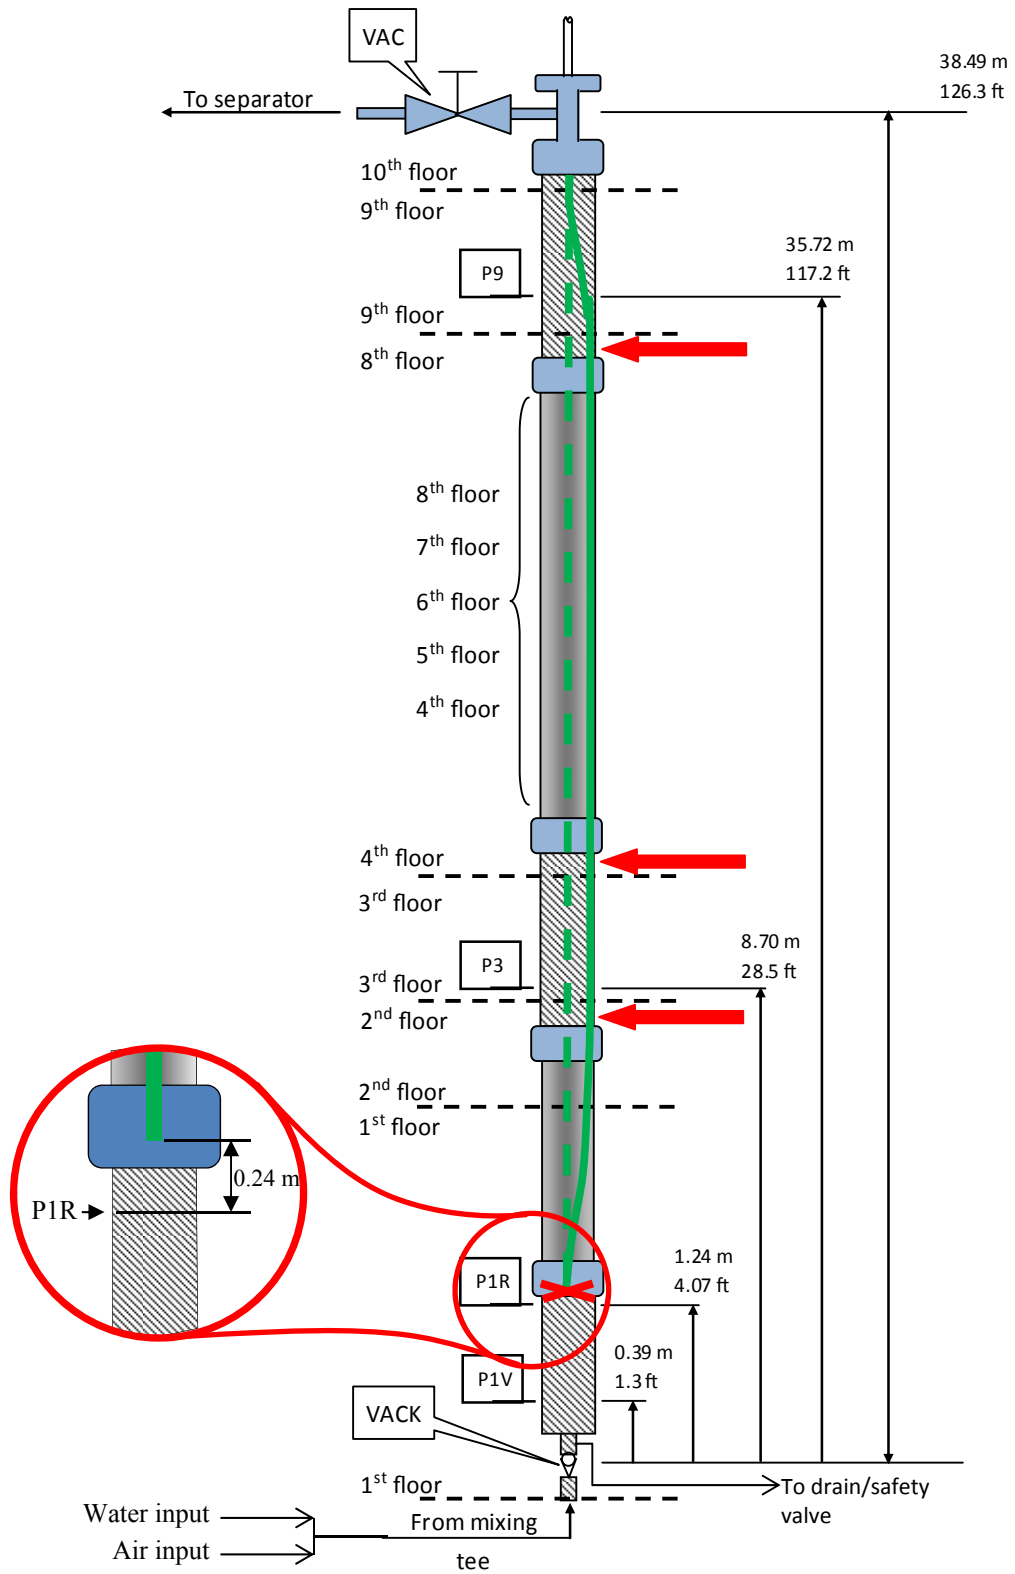 VAC
38.49 m
126.3 ft
To separator
10th floor
9th floor
35.72 m
117.2 ft
P9
9th floor
8th floor
8th floor
7th floor
6th floor
5th floor
4th floor
4th floor
3rd floor
8.70 m
28.5 ft
P3
3rd floor
2nd floor
2nd floor
1st floor
0.24 m
P1R
1.24 m
4.07 ft
P1R
0.39 m
1.3 ft
P1V
VACK
1st floor
To drain/safety
valve
Water input
From mixing
Air input
tee